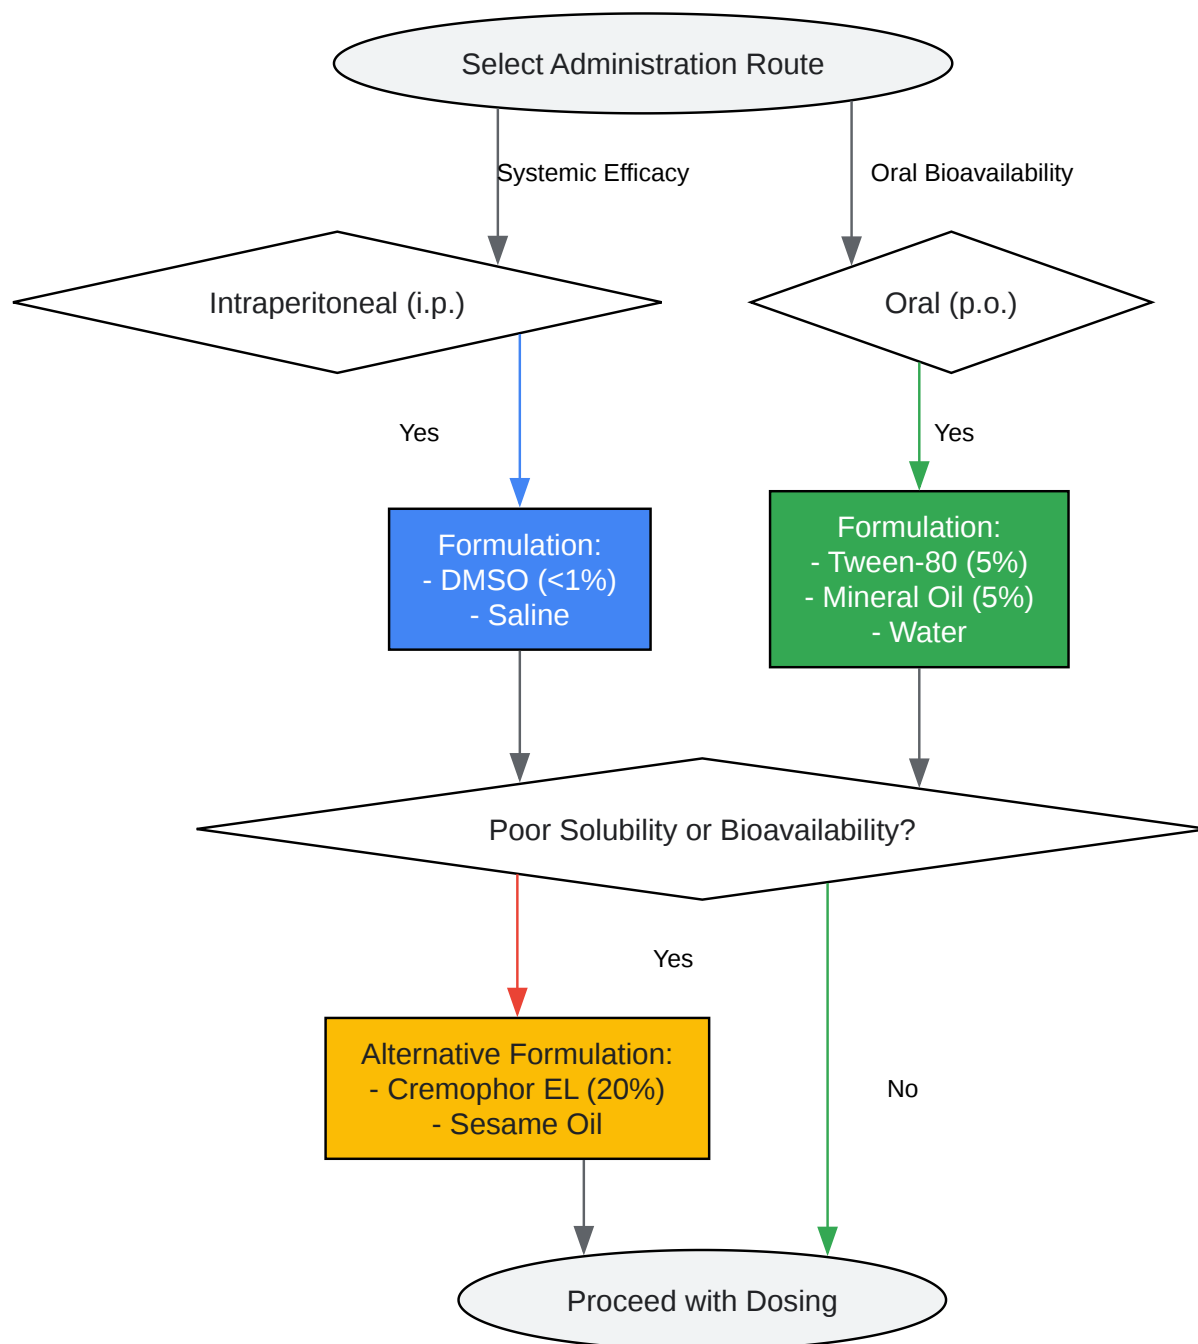 Select Administration Route
Systemic Efficacy
Oral Bioavailability
Intraperitoneal (i.p.)
Oral (p.o.)
Yes
Yes
Formulation:
- DMSO (<1%)
- Saline
Formulation:
- Tween-80 (5%)
- Mineral Oil (5%)
- Water
Poor Solubility or Bioavailability?
Yes
Alternative Formulation:
- Cremophor EL (20%)
- Sesame Oil
No
Proceed with Dosing